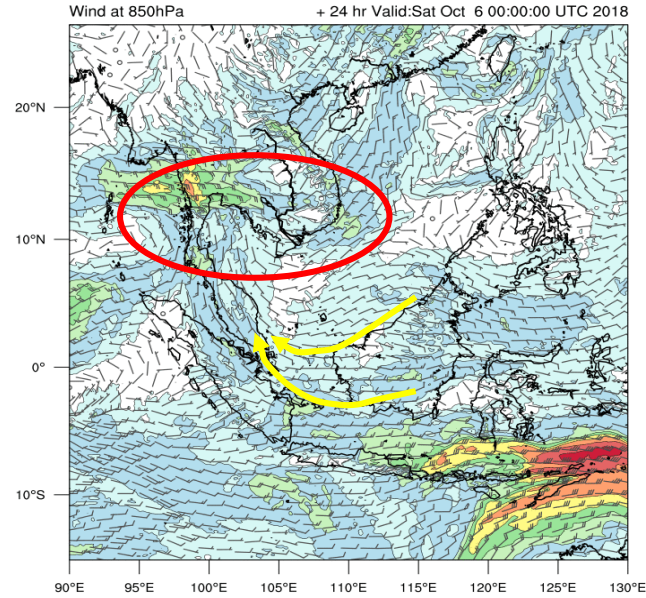 Wind at 850hPa + 24 hr Valid:Sat Oct 6 00:00:00 UTC 2018
20°N
10°N
0°
10°S
90°E 95°E 100°E 105°E 110°E 115°E 120°E 125°E 130°E